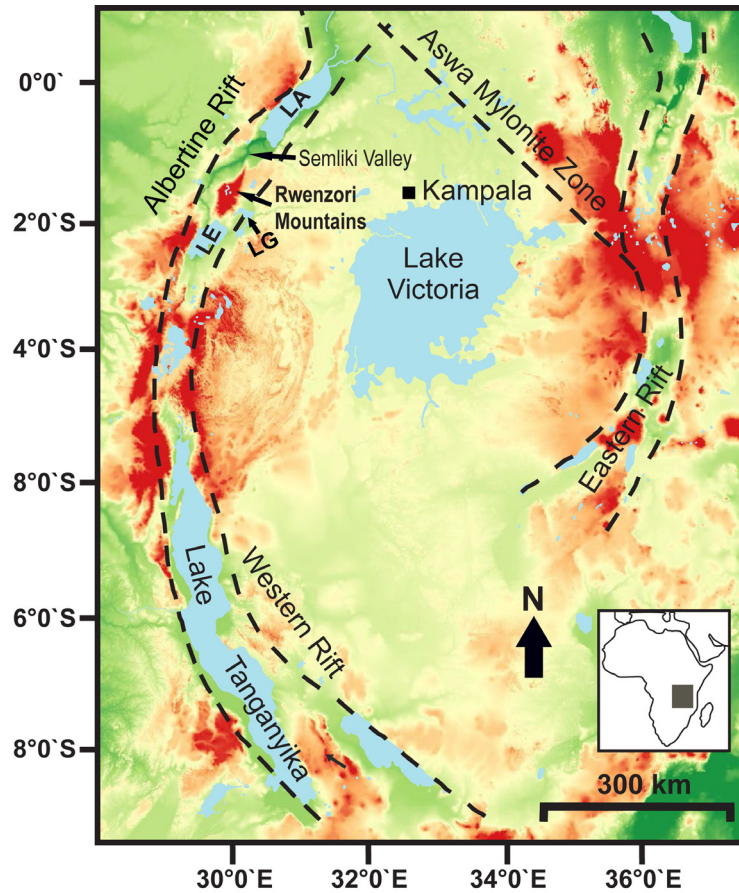 0°0`
2°0`S
4°0`S
8°0`S
6°0`S
8°0`S
Albertine Rift
LA
Aswa Mylonite Zone
Semliki Valley
Rwenzori
Mountains
Kampala
LE
LG
Lake
Victoria
Eastern Rift
Lake
Tanganyika
Western Rift
N
300 km
30°0`E
32°0`E
34°0`E
36°0`E